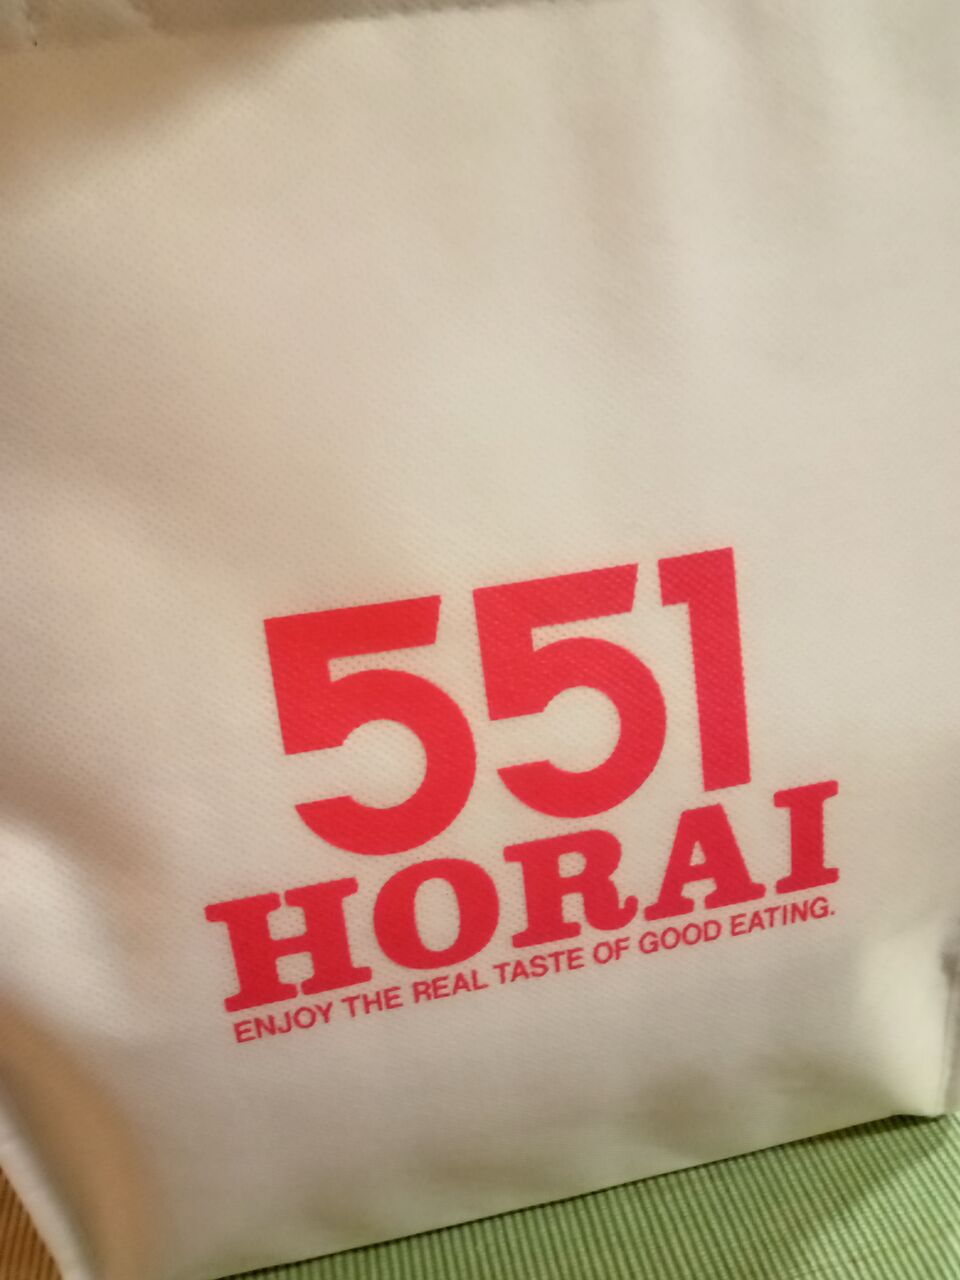 551
HORAI
ENJOY THE REAL TASTE OF GOOD EATING.